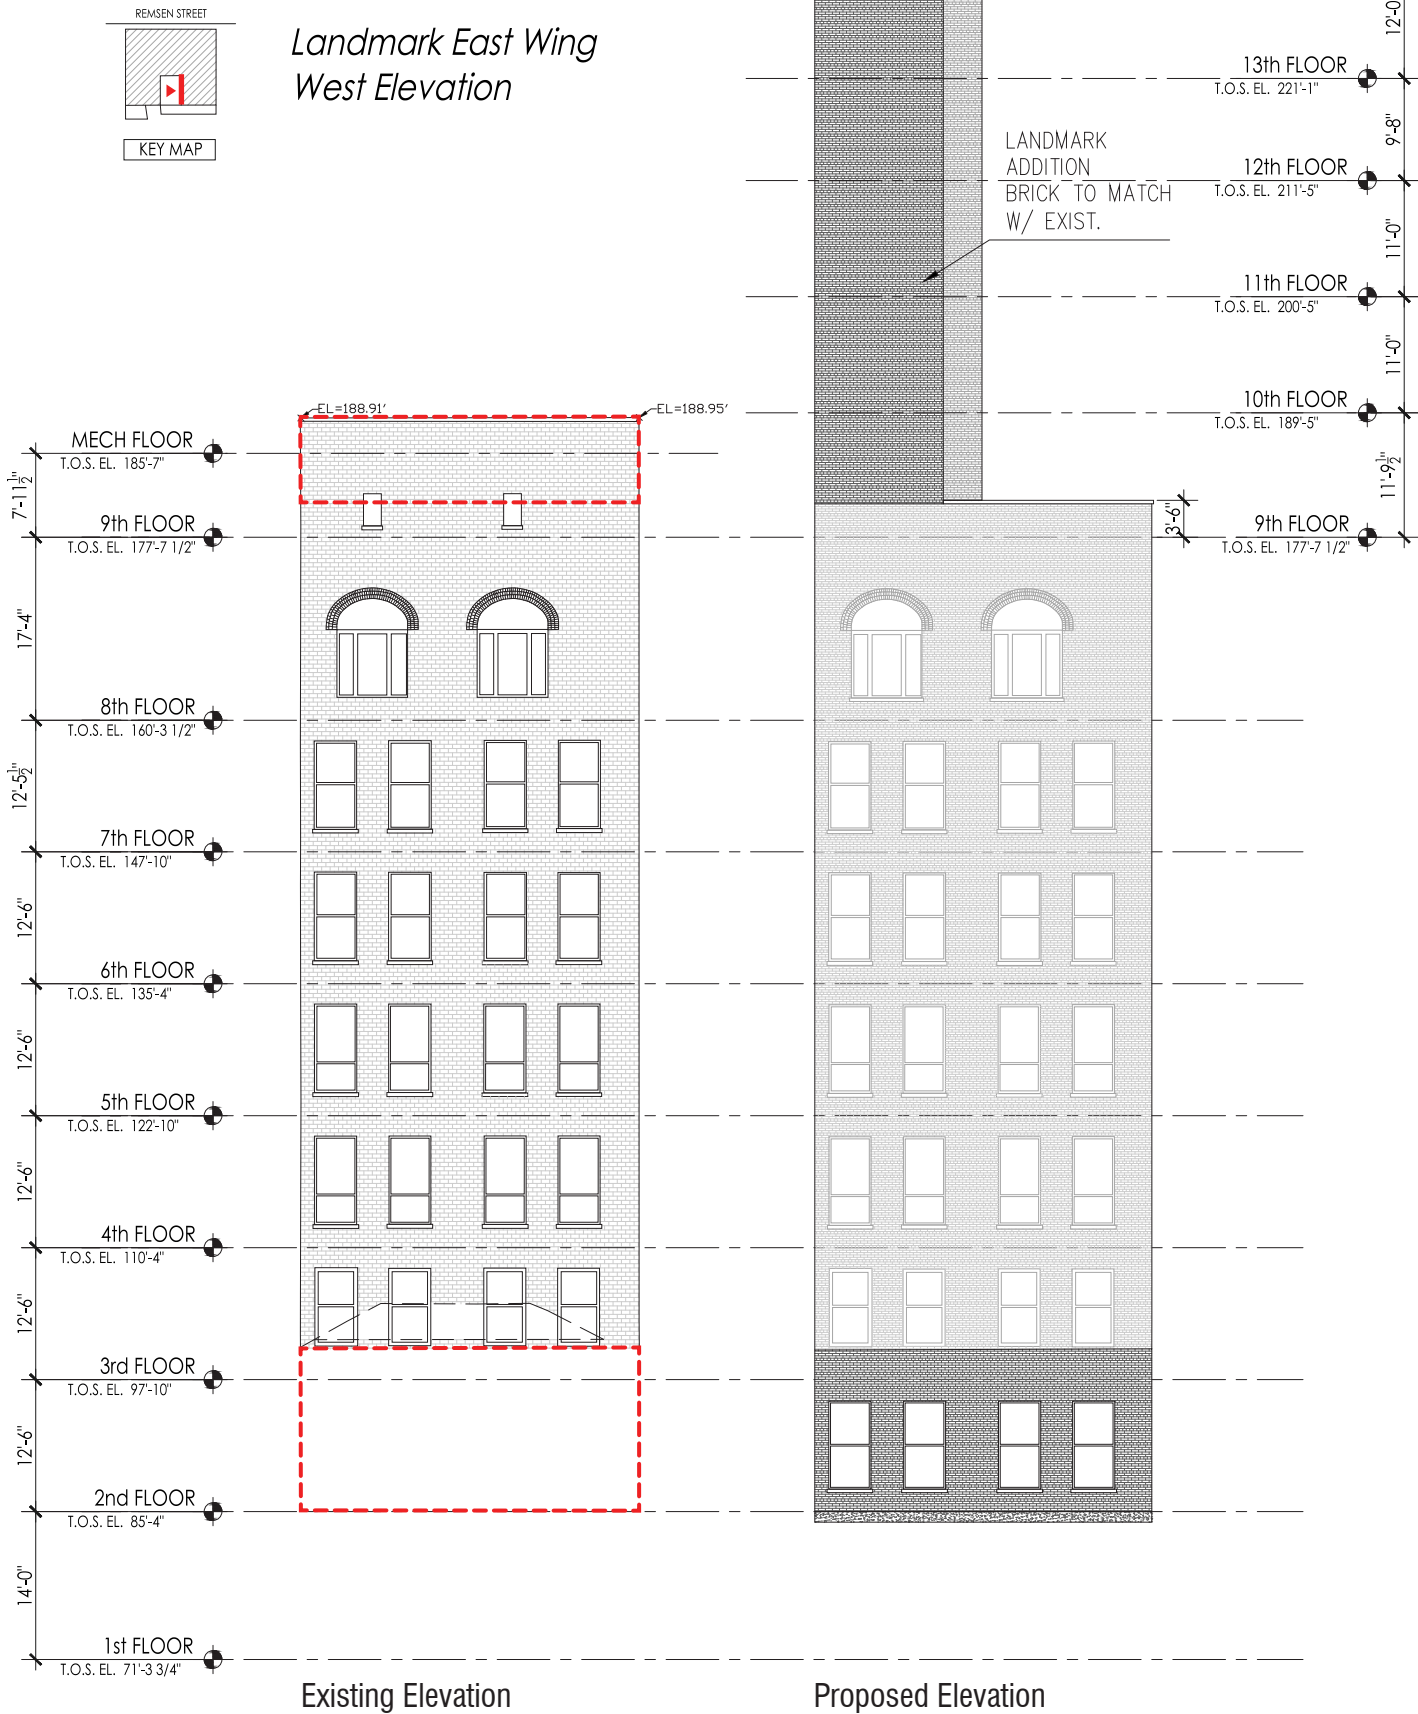 REMSEN STREET
KEY MAP
Landmark East Wing
West Elevation
12'-0
13th FLOOR
T.O.S. EL. 221'-1"
9'-8"
LANDMARK
ADDITION
BRICK TO MATCH
W/ EXIST.
12th FLOOR
T.O.S. EL. 211'-5"
11'-0"
11th FLOOR
T.O.S. EL. 200'-5"
11'-0"
10th FLOOR
T.O.S. EL. 189'-5"
11'-9½"
3'-6"
9th FLOOR
T.O.S. EL. 177'-7 1/2"
EL=188.91'
EL=188.95'
MECH FLOOR
T.O.S. EL. 185'-7"
7'-11½"
9th FLOOR
T.O.S. EL. 177'-7 1/2"
17'-4"
8th FLOOR
T.O.S. EL. 160'-3 1/2"
12'-5½"
7th FLOOR
T.O.S. EL. 147'-10"
12'-6"
6th FLOOR
T.O.S. EL. 135'-4"
12'-6"
5th FLOOR
T.O.S. EL. 122'-10"
12'-6"
4th FLOOR
T.O.S. EL. 110'-4"
12'-6"
3rd FLOOR
T.O.S. EL. 97'-10"
12'-6"
2nd FLOOR
T.O.S. EL. 85'-4"
14'-0"
1st FLOOR
T.O.S. EL. 71'-3 3/4"
Existing Elevation
Proposed Elevation